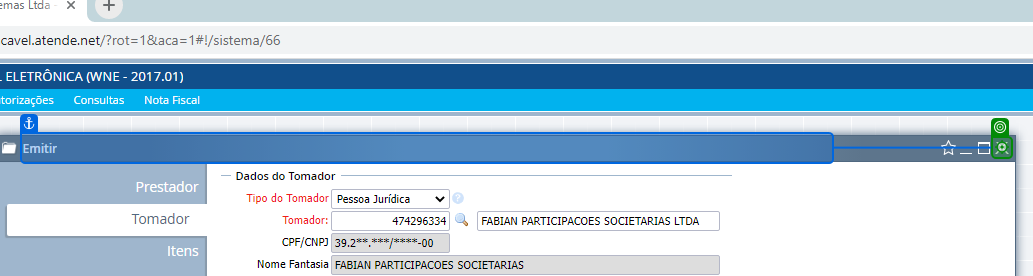 emas Ltda -
cavel.atende.net/?rot=1&aca=1#!/sistema/66
L ELETRÔNICA (WNE - 2017.01)
utorizações Consultas Nota Fiscal
Emitir
Prestador
Tomador
Itens
Dados do Tomador
Tipo do Tomador Pessoa Jurídica
Tomador: 474296334 FABIAN PARTICIPACOES SOCIETARIAS LTDA
CPF/CNPJ 39.2**.***/****-00
Nome Fantasia FABIAN PARTICIPACOES SOCIETARIAS